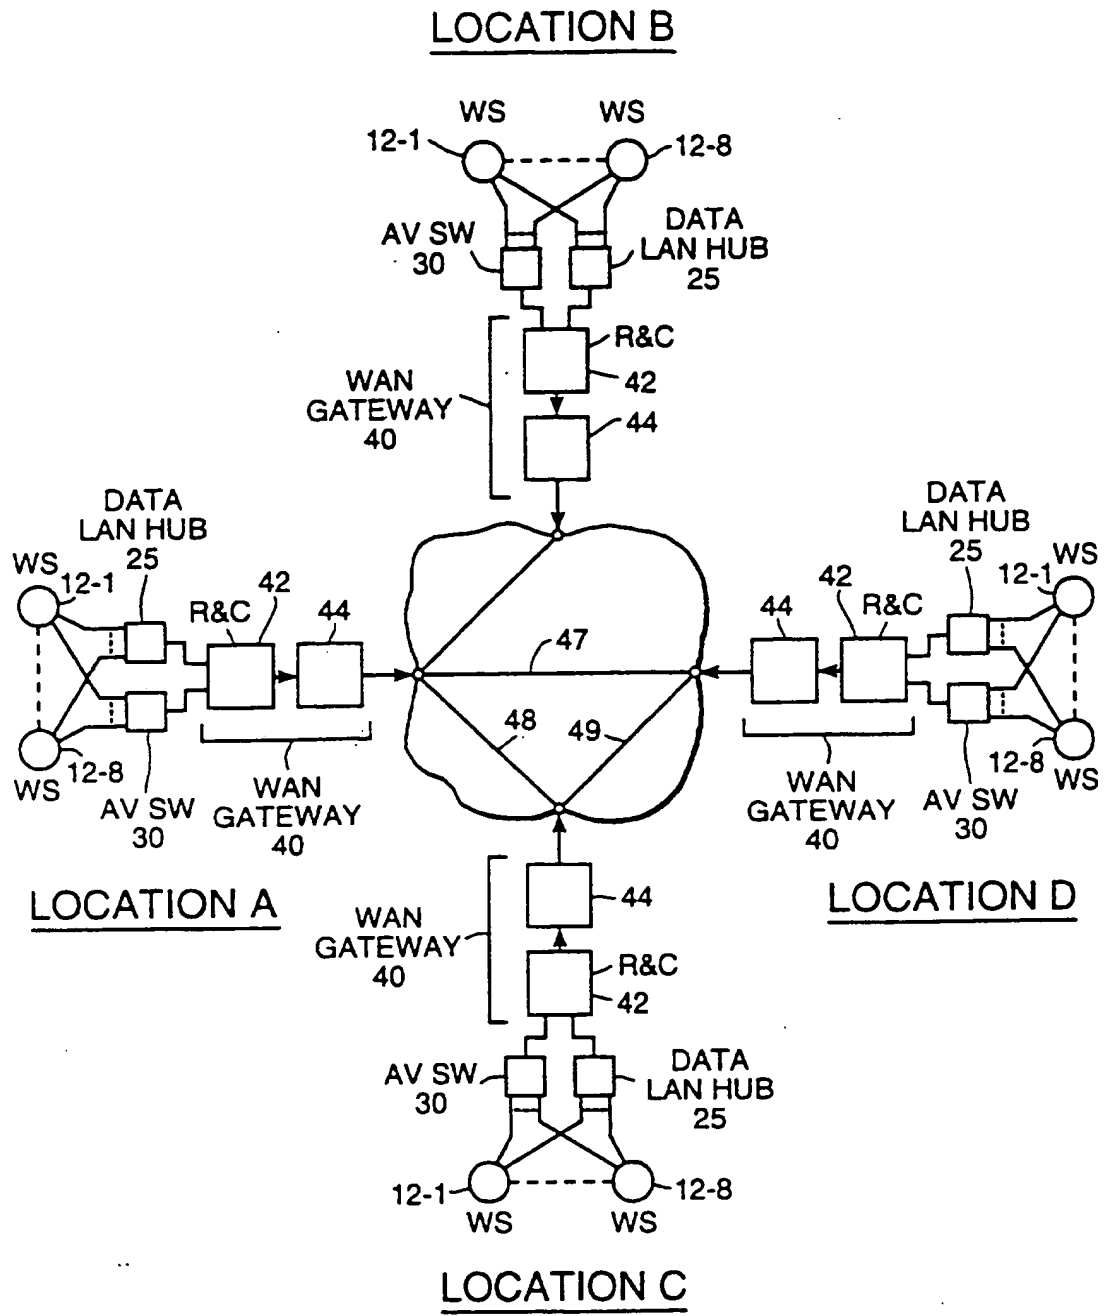 LOCATION B
WS
WS
12-1
12-8
AV SW
30
DATA
LAN HUB
25
R&C
42
WAN
GATEWAY
40
44
DATA
LAN HUB
25
WS
12-1
R&C
42
44
12-8
WS
AV SW
30
WAN
GATEWAY
40
LOCATION A
47
48
49
DATA
LAN HUB
25
WS
12-1
44
42
R&C
12-8
WS
AV SW
30
WAN
GATEWAY
40
LOCATION D
WAN
GATEWAY
40
44
R&C
42
AV SW
30
DATA
LAN HUB
25
12-1
12-8
WS
WS
LOCATION C